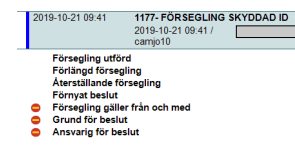 2019-10-21 09:41 1177- FÖRSEGLING SKYDDAD ID
2019-10-21 09:41 /
camjo10
Försegling utförd
Förlängd försegling
Återställande försegling
Förnyat beslut
Försegling gäller från och med
Grund för beslut
Ansvarig för beslut